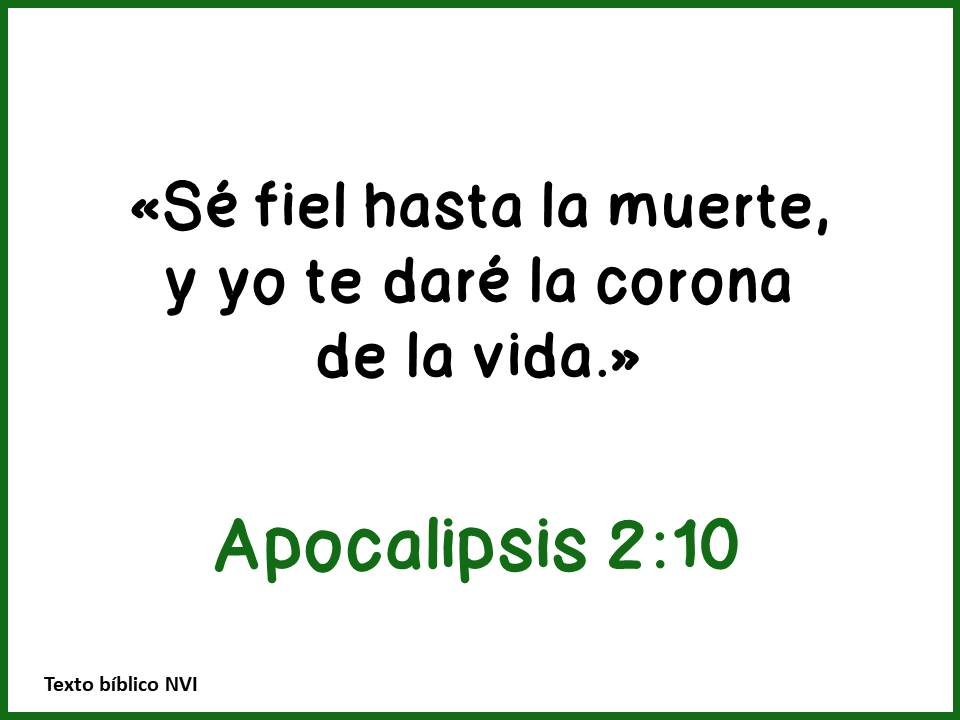 «Sé fiel hasta la muerte,
y yo te daré la corona
de la vida.»
Apocalipsis 2:10
Texto bíblico NVI